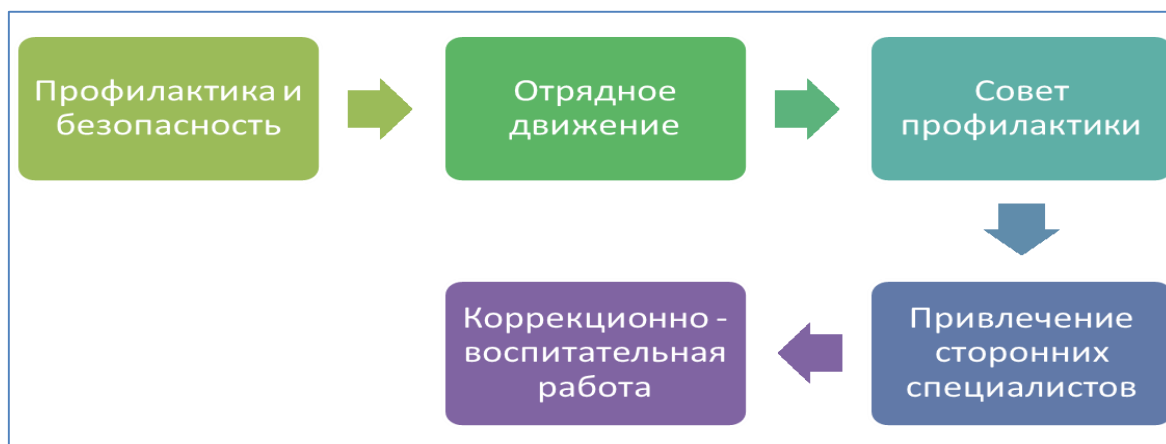 Профилактика и
безопасность
Отрядное
движение
Совет
профилактики
Привлечение
сторонних
специалистов
Коррекционно -
воспитательная
работа